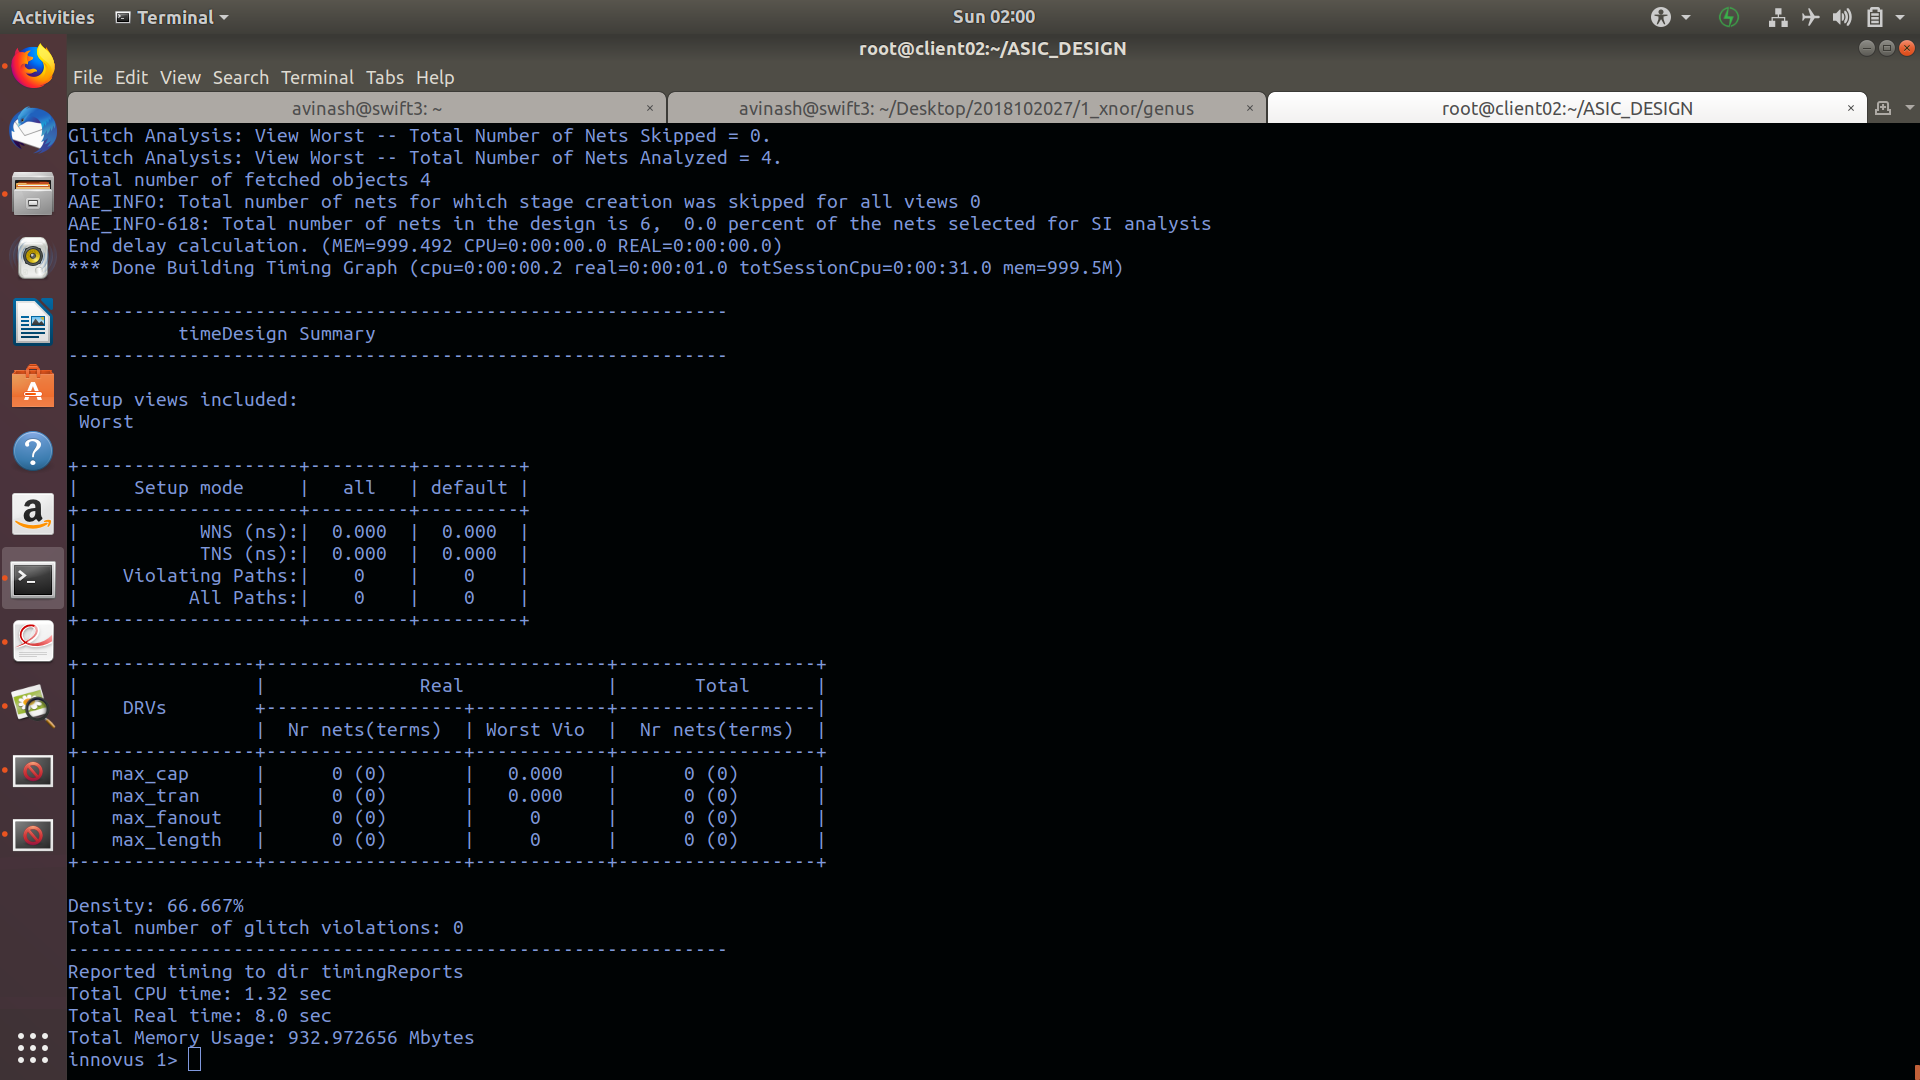 Activities Terminal Sun 02:00
root@client02:~/ASIC_DESIGN
File Edit View Search Terminal Tabs Help
avinash@swift3: ~ × avinash@swift3: ~/Desktop/2018102027/1_xnor/genus × root@client02:~/ASIC_DESIGN ×
Glitch Analysis: View Worst -- Total Number of Nets Skipped = 0.
Glitch Analysis: View Worst -- Total Number of Nets Analyzed = 4.
Total number of fetched objects 4
AAE_INFO: Total number of nets for which stage creation was skipped for all views 0
AAE_INFO-618: Total number of nets in the design is 6,  0.0 percent of the nets selected for SI analysis
End delay calculation. (MEM=999.492 CPU=0:00:00.0 REAL=0:00:00.0)
*** Done Building Timing Graph (cpu=0:00:00.2 real=0:00:01.0 totSessionCpu=0:00:31.0 mem=999.5M)
------------------------------------------------------------
          timeDesign Summary
------------------------------------------------------------
Setup views included:
 Worst
+--------------------+---------+---------+
|     Setup mode     |   all   | default |
+--------------------+---------+---------+
|           WNS (ns):|  0.000  |  0.000  |
|           TNS (ns):|  0.000  |  0.000  |
|    Violating Paths:|    0    |    0    |
|          All Paths:|    0    |    0    |
+--------------------+---------+---------+
+----------------+-------------------------------+------------------+
|                |              Real             |       Total      |
|    DRVs        +------------------+------------+------------------|
|                |  Nr nets(terms)  | Worst Vio  |  Nr nets(terms)  |
+----------------+------------------+------------+------------------+
|   max_cap      |      0 (0)       |   0.000    |      0 (0)       |
|   max_tran     |      0 (0)       |   0.000    |      0 (0)       |
|   max_fanout   |      0 (0)       |     0      |      0 (0)       |
|   max_length   |      0 (0)       |     0      |      0 (0)       |
+----------------+------------------+------------+------------------+
Density: 66.667%
Total number of glitch violations: 0
------------------------------------------------------------
Reported timing to dir timingReports
Total CPU time: 1.32 sec
Total Real time: 8.0 sec
Total Memory Usage: 932.972656 Mbytes
innovus 1>